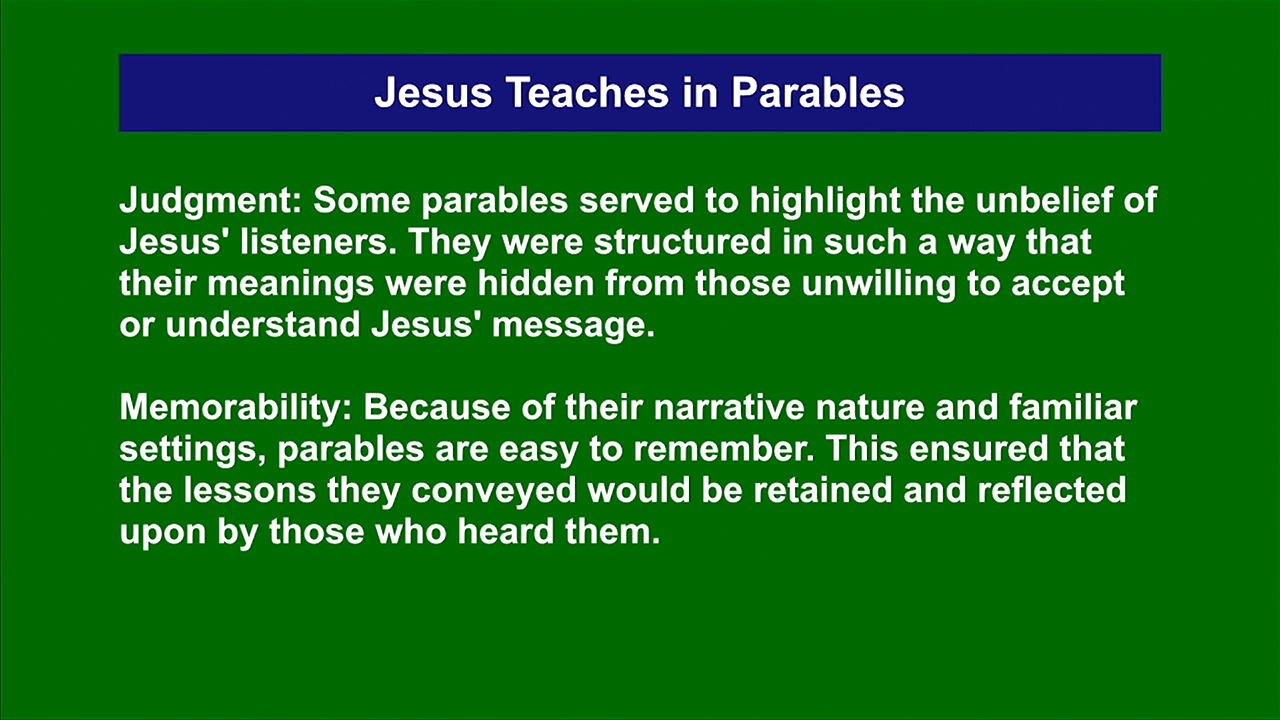 Jesus Teaches in Parables
Judgment: Some parables served to highlight the unbelief of
Jesus' listeners. They were structured in such a way that
their meanings were hidden from those unwilling to accept
or understand Jesus' message.
Memorability: Because of their narrative nature and familiar
settings, parables are easy to remember. This ensured that
the lessons they conveyed would be retained and reflected
upon by those who heard them.